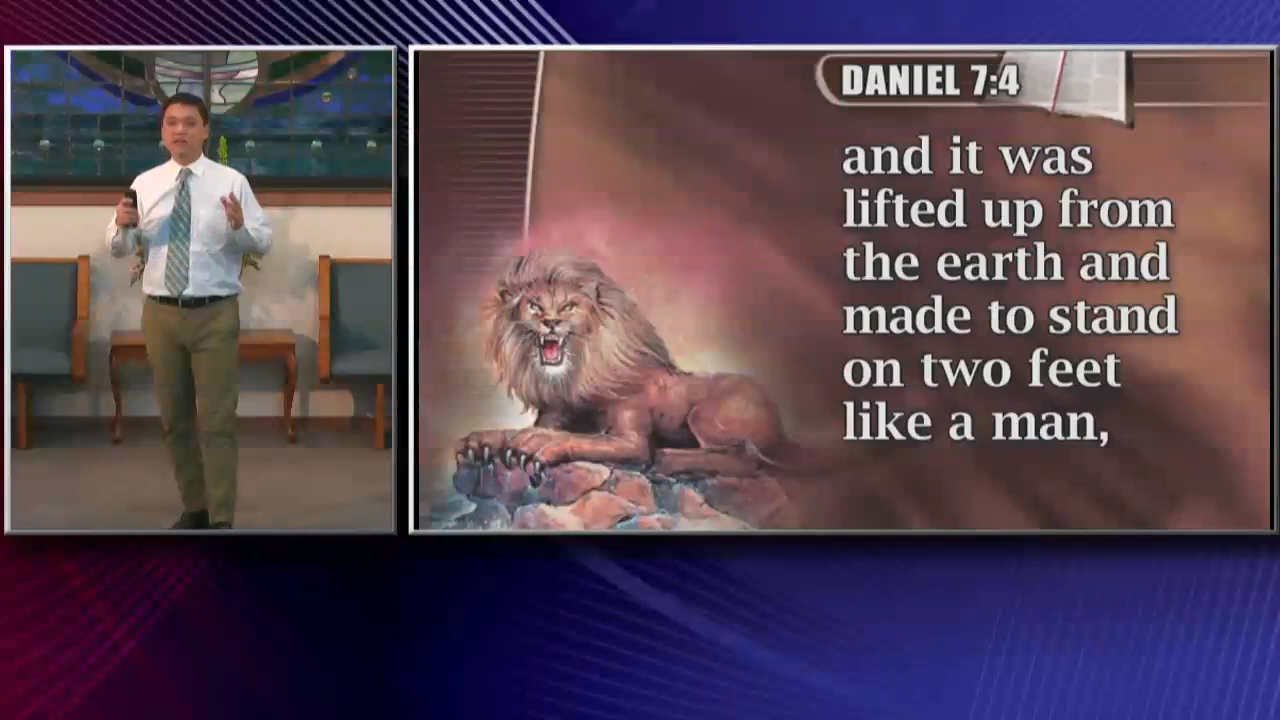 DANIEL 7:4
and it was
lifted up from
the earth and
made to stand
on two feet
like a man,